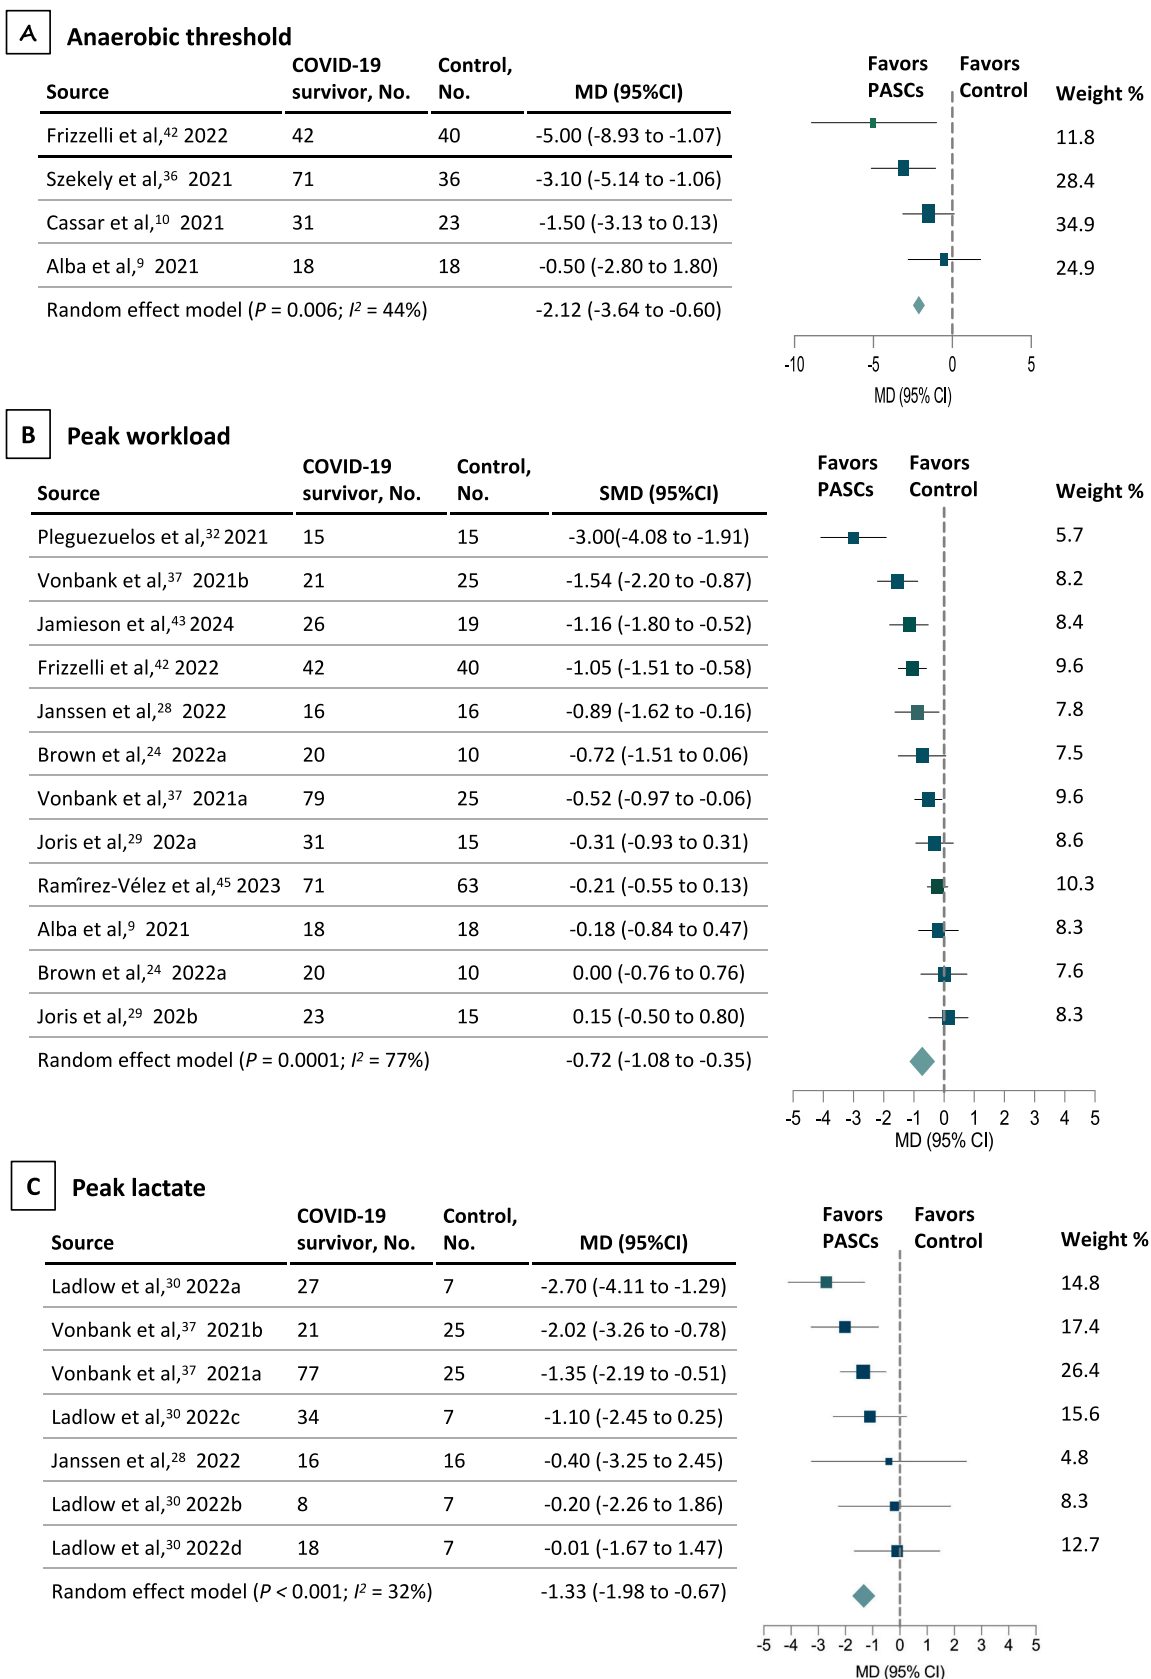 A Anaerobic threshold
COVID-19 Control, Favors Favors
Source survivor, No. No. MD (95%CI) PASCs Control Weight %
Frizzelli et al,42 2022 42 40 -5.00 (-8.93 to -1.07) 11.8
Szekely et al,36 2021 71 36 -3.10 (-5.14 to -1.06) 28.4
Cassar et al,10 2021 31 23 -1.50 (-3.13 to 0.13) 34.9
Alba et al,9 2021 18 18 -0.50 (-2.80 to 1.80) 24.9
Random effect model (P = 0.006; I2 = 44%) -2.12 (-3.64 to -0.60)
-10 -5 0 5
MD (95% CI)
B Peak workload
COVID-19 Control, Favors Favors
Source survivor, No. No. SMD (95%CI) PASCs Control Weight %
Pleguezuelos et al,32 2021 15 15 -3.00(-4.08 to -1.91) 5.7
Vonbank et al,37 2021b 21 25 -1.54 (-2.20 to -0.87) 8.2
Jamieson et al,43 2024 26 19 -1.16 (-1.80 to -0.52) 8.4
Frizzelli et al,42 2022 42 40 -1.05 (-1.51 to -0.58) 9.6
Janssen et al,28 2022 16 16 -0.89 (-1.62 to -0.16) 7.8
Brown et al,24 2022a 20 10 -0.72 (-1.51 to 0.06) 7.5
Vonbank et al,37 2021a 79 25 -0.52 (-0.97 to -0.06) 9.6
Joris et al,29 202a 31 15 -0.31 (-0.93 to 0.31) 8.6
Ramîrez-Vélez et al,45 2023 71 63 -0.21 (-0.55 to 0.13) 10.3
Alba et al,9 2021 18 18 -0.18 (-0.84 to 0.47) 8.3
Brown et al,24 2022a 20 10 0.00 (-0.76 to 0.76) 7.6
Joris et al,29 202b 23 15 0.15 (-0.50 to 0.80) 8.3
Random effect model (P = 0.0001; I2 = 77%) -0.72 (-1.08 to -0.35)
-5 -4 -3 -2 -1 0 1 2 3 4 5
MD (95% CI)
C Peak lactate
COVID-19 Control, Favors Favors
Source survivor, No. No. MD (95%CI) PASCs Control Weight %
Ladlow et al,30 2022a 27 7 -2.70 (-4.11 to -1.29) 14.8
Vonbank et al,37 2021b 21 25 -2.02 (-3.26 to -0.78) 17.4
Vonbank et al,37 2021a 77 25 -1.35 (-2.19 to -0.51) 26.4
Ladlow et al,30 2022c 34 7 -1.10 (-2.45 to 0.25) 15.6
Janssen et al,28 2022 16 16 -0.40 (-3.25 to 2.45) 4.8
Ladlow et al,30 2022b 8 7 -0.20 (-2.26 to 1.86) 8.3
Ladlow et al,30 2022d 18 7 -0.01 (-1.67 to 1.47) 12.7
Random effect model (P < 0.001; I2 = 32%) -1.33 (-1.98 to -0.67)
-5 -4 -3 -2 -1 0 1 2 3 4 5
MD (95% CI)